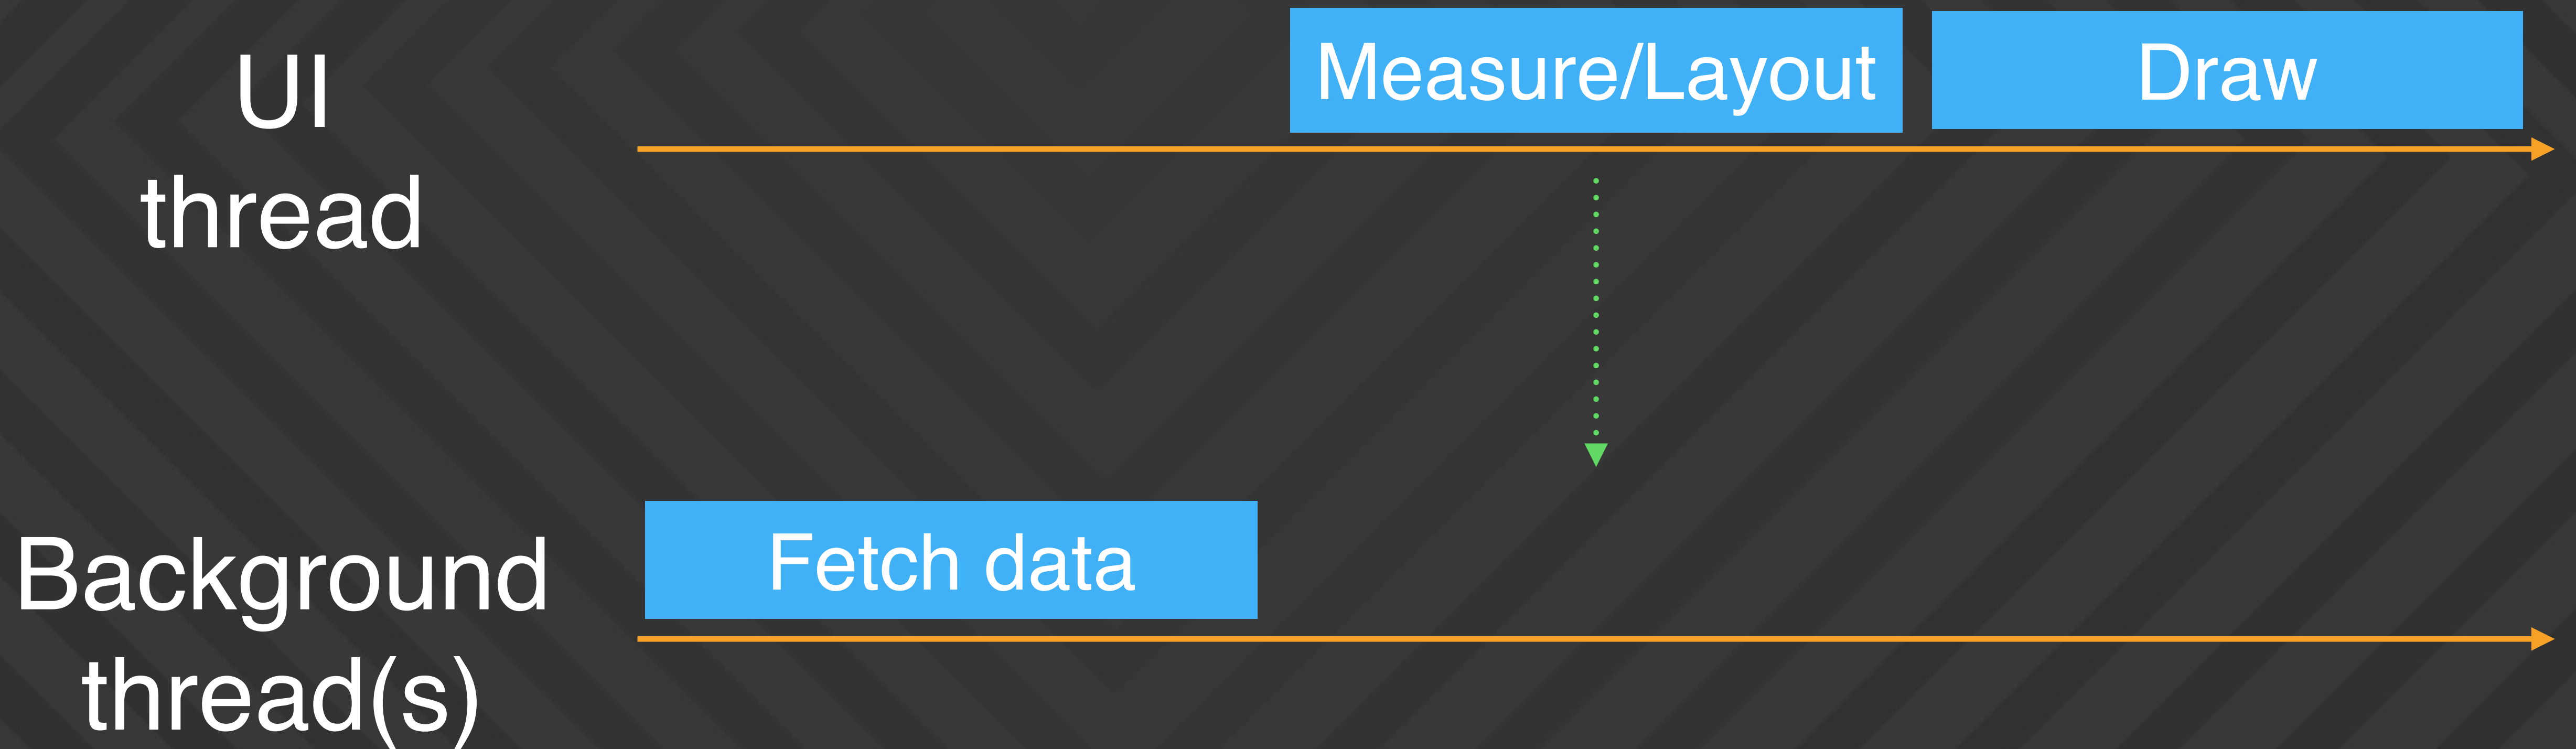 UI
thread
Measure/Layout
Draw
Background
thread(s)
Fetch data